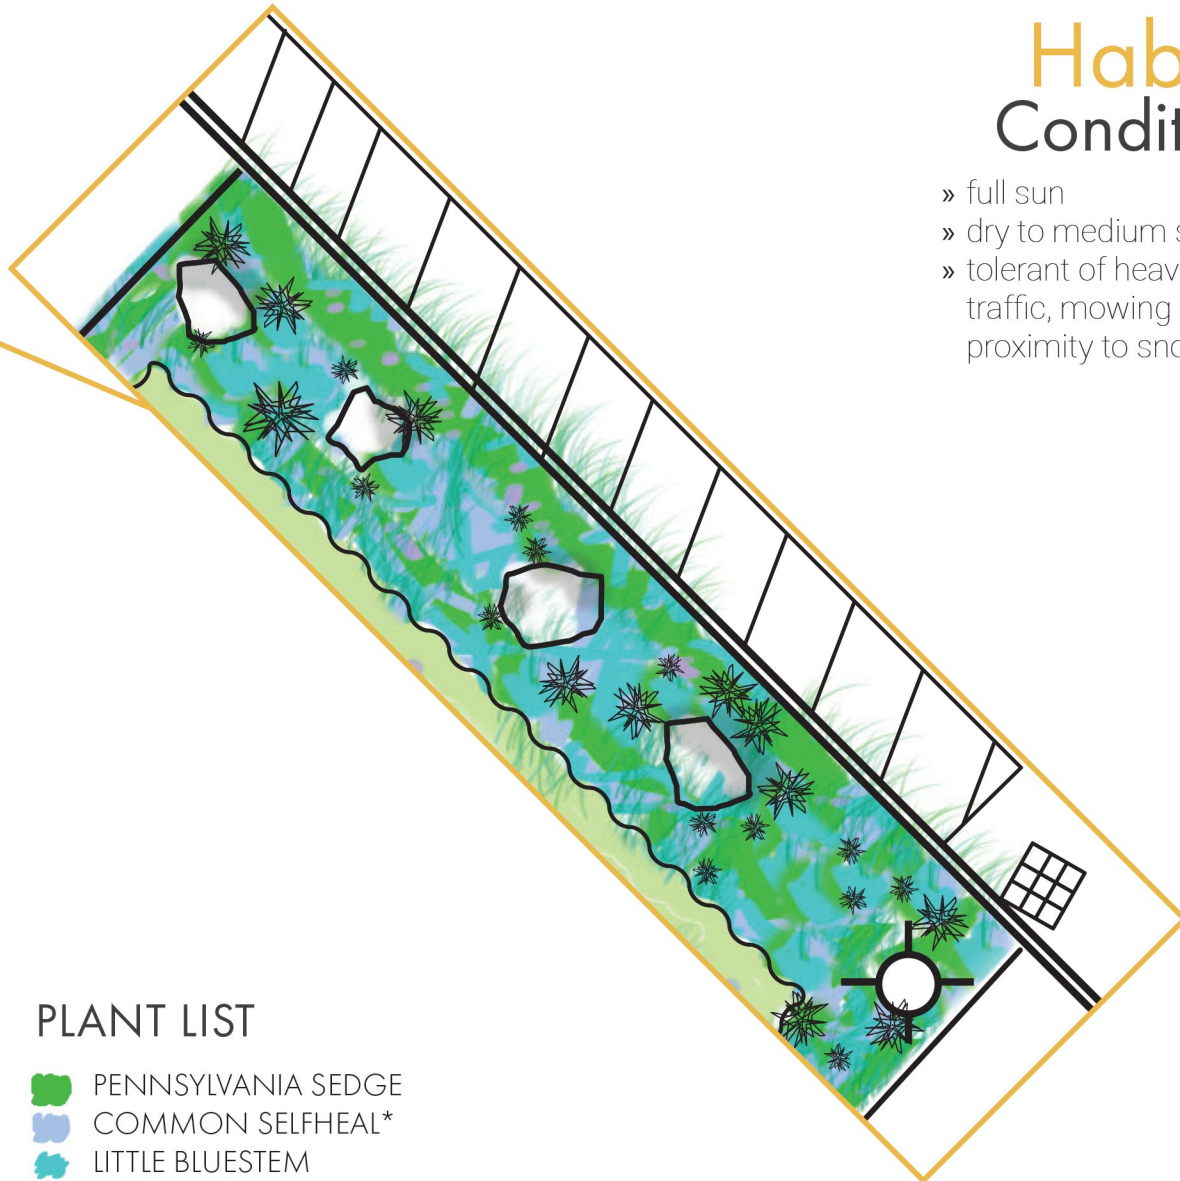 Hab
Condit
» full sun
» dry to medium s
» tolerant of heav
traffic, mowing
proximity to sno
PLANT LIST
PENNSYLVANIA SEDGE
COMMON SELFHEAL*
LITTLE BLUESTEM